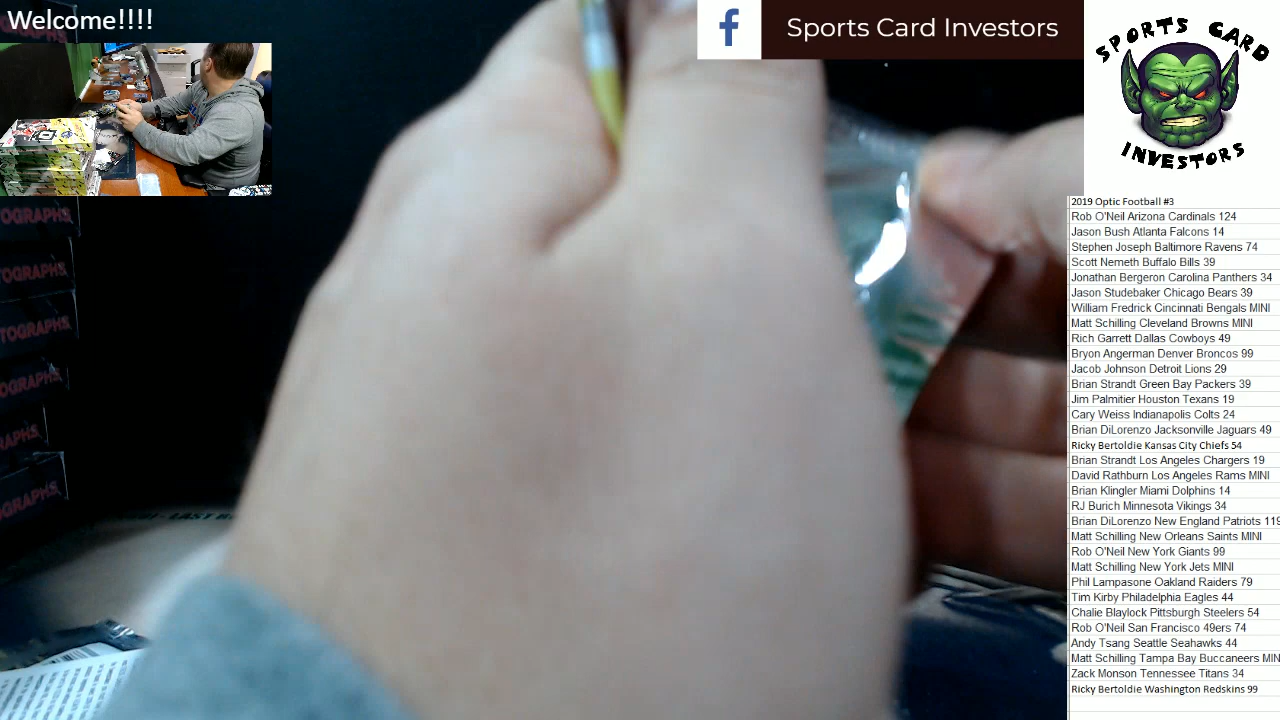 Welcome!!!!
Sports Card Investors
SPORTS CARD
INVESTORS
TOGRAPHS
TOGRAPHS
TOGRAPHS
OGRAPHS
RAPHS
OGRAPHS
2019 Optic Football #3
Rob O'Neil Arizona Cardinals 124
Jason Bush Atlanta Falcons 14
Stephen Joseph Baltimore Ravens 74
Scott Nemeth Buffalo Bills 39
Jonathan Bergeron Carolina Panthers 34
Jason Studebaker Chicago Bears 39
William Fredrick Cincinnati Bengals MINI
Matt Schilling Cleveland Browns MINI
Rich Garrett Dallas Cowboys 49
Bryon Angerman Denver Broncos 99
Jacob Johnson Detroit Lions 29
Brian Strandt Green Bay Packers 39
Jim Palmitier Houston Texans 19
Cary Weiss Indianapolis Colts 24
Brian DiLorenzo Jacksonville Jaguars 49
Ricky Bertoldie Kansas City Chiefs 54
Brian Strandt Los Angeles Chargers 19
David Rathburn Los Angeles Rams MINI
Brian Klingler Miami Dolphins 14
RJ Burich Minnesota Vikings 34
Brian DiLorenzo New England Patriots 119
Matt Schilling New Orleans Saints MINI
Rob O'Neil New York Giants 99
Matt Schilling New York Jets MINI
Phil Lampasone Oakland Raiders 79
Tim Kirby Philadelphia Eagles 44
Chalie Blaylock Pittsburgh Steelers 54
Rob O'Neil San Francisco 49ers 74
Andy Tsang Seattle Seahawks 44
Matt Schilling Tampa Bay Buccaneers MIN
Zack Monson Tennessee Titans 34
Ricky Bertoldie Washington Redskins 99